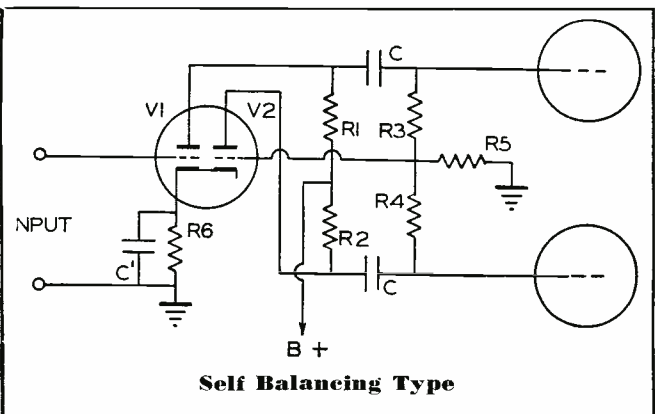 C
V1
V2
R1
R3
R5
NPUT
R6
R4
C'
R2
C
B +
Self Balancing Type